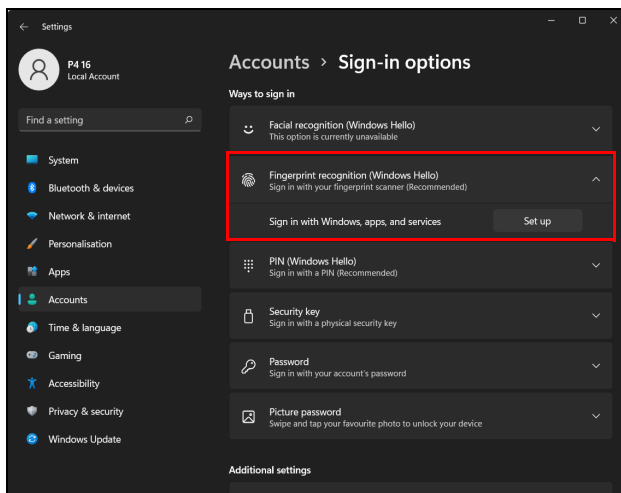 Settings
P4 16
Local Account
Find a setting
System
Bluetooth & devices
Network & internet
Personalisation
Apps
Accounts
Time & language
Gaming
Accessibility
Privacy & security
Windows Update
Accounts > Sign-in options
Ways to sign in
Facial recognition (Windows Hello)
This option is currently unavailable
Fingerprint recognition (Windows Hello)
Sign in with your fingerprint scanner (Recommended)
Sign in with Windows, apps, and services Set up
PIN (Windows Hello)
Sign in with a PIN (Recommended)
Security key
Sign in with a physical security key
Password
Sign in with your account's password
Picture password
Swipe and tap your favourite photo to unlock your device
Additional settings